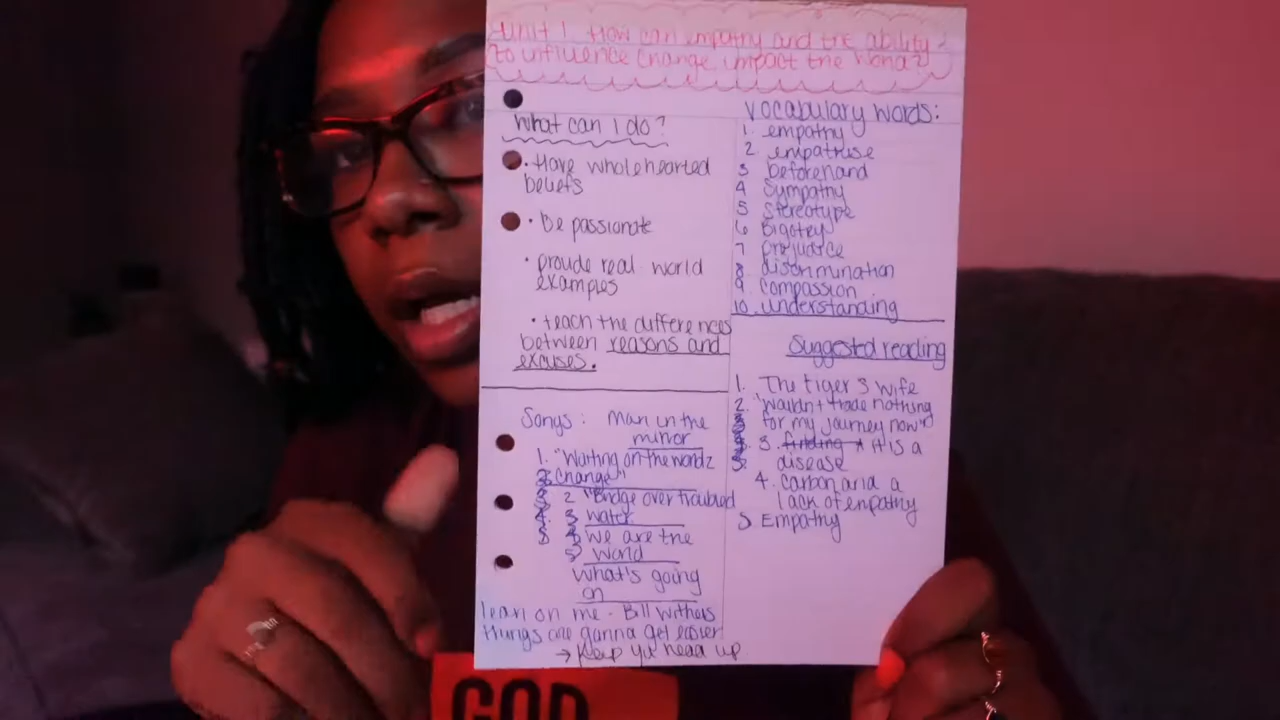 Unit 1. How can empathy and the ability
to influence change impact the world?
What can I do?
• Have wholehearted
beliefs
• be passionate
• provide real world
examples
• teach the differences
between reasons and
excuses.
Songs: Man in the
mirror
1. "Waiting on the world 2
change"
2 "Bridge over troubled
3 water
4 we are the
5 world
what's going
on
lean on me - Bill withers
things are gonna get easier
→ Keep ya head up
Vocabulary words:
1. empathy
2. empathise
3 beforehand
4 Sympathy
5 Stereotype
6 Bigotry
7 prejudice
8 discrimination
9. Compassion
10. understanding
Suggested reading
1. The tiger's wife
2. "wouldn't trade nothing
for my journey now"
3. finding it is a
disease
4. carbon and a
lack of empathy
5 Empathy
GOD